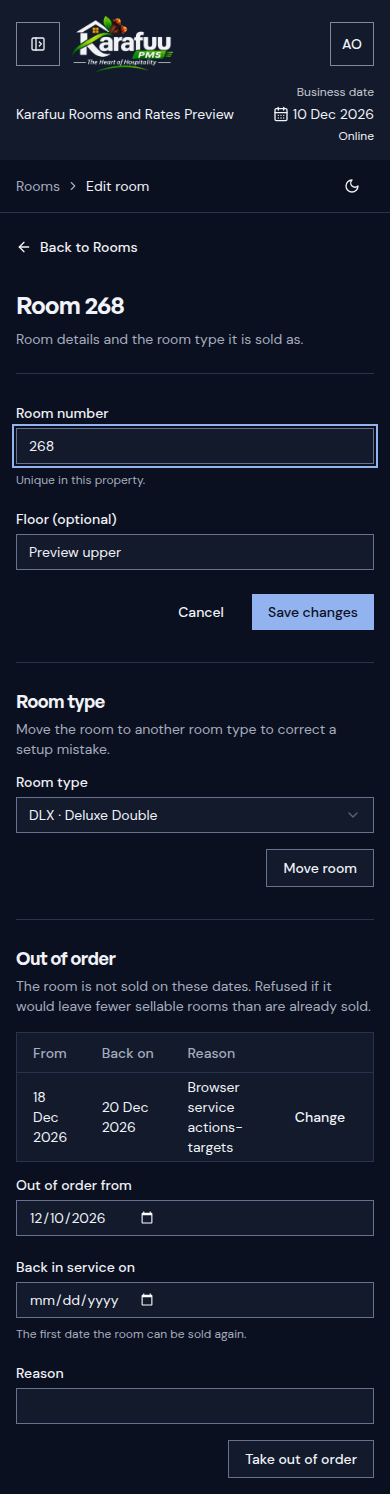 Karafuu
PMS
The Heart of Hospitality
AO
Business date
Karafuu Rooms and Rates Preview
10 Dec 2026
Online
Rooms > Edit room
Back to Rooms
Room 268
Room details and the room type it is sold as.
Room number
268
Unique in this property.
Floor (optional)
Preview upper
Cancel
Save changes
Room type
Move the room to another room type to correct a
setup mistake.
Room type
DLX · Deluxe Double
Move room
Out of order
The room is not sold on these dates. Refused if it
would leave fewer sellable rooms than are already sold.
From Back on Reason
18
Dec
2026
20 Dec
2026
Browser
service
actions-
targets
Change
Out of order from
12/10/2026
Back in service on
mm/dd/yyyy
The first date the room can be sold again.
Reason
Take out of order